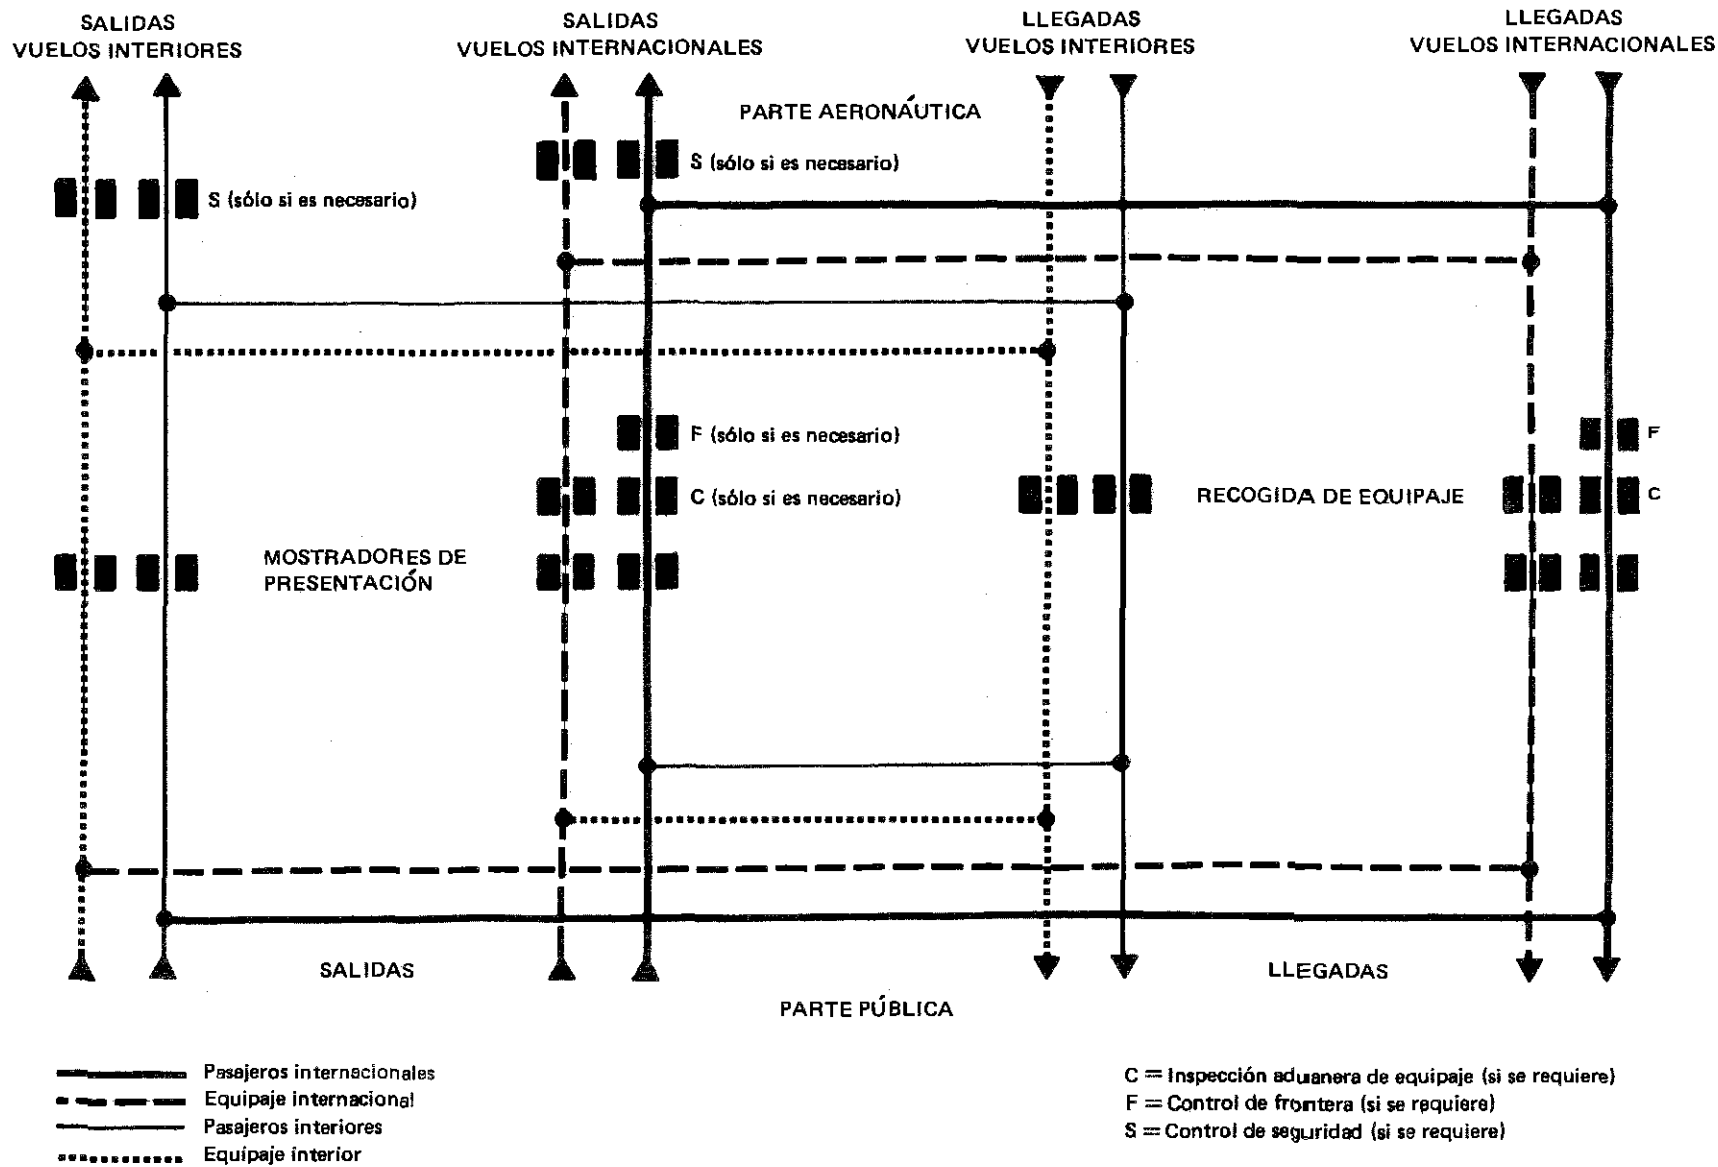 SALIDAS
VUELOS INTERIORES
SALIDAS
VUELOS INTERNACIONALES
LLEGADAS
VUELOS INTERIORES
LLEGADAS
VUELOS INTERNACIONALES
PARTE AERONÁUTICA
S (sólo si es necesario)
S (sólo si es necesario)
F (sólo si es necesario)
F
C (sólo si es necesario)
RECOGIDA DE EQUIPAJE
C
MOSTRADORES DE
PRESENTACIÓN
SALIDAS
LLEGADAS
PARTE PÚBLICA
Pasajeros internacionales
Equipaje internacional
Pasajeros interiores
Equipaje interior
C = Inspección aduanera de equipaje (si se requiere)
F = Control de frontera (si se requiere)
S = Control de seguridad (si se requiere)